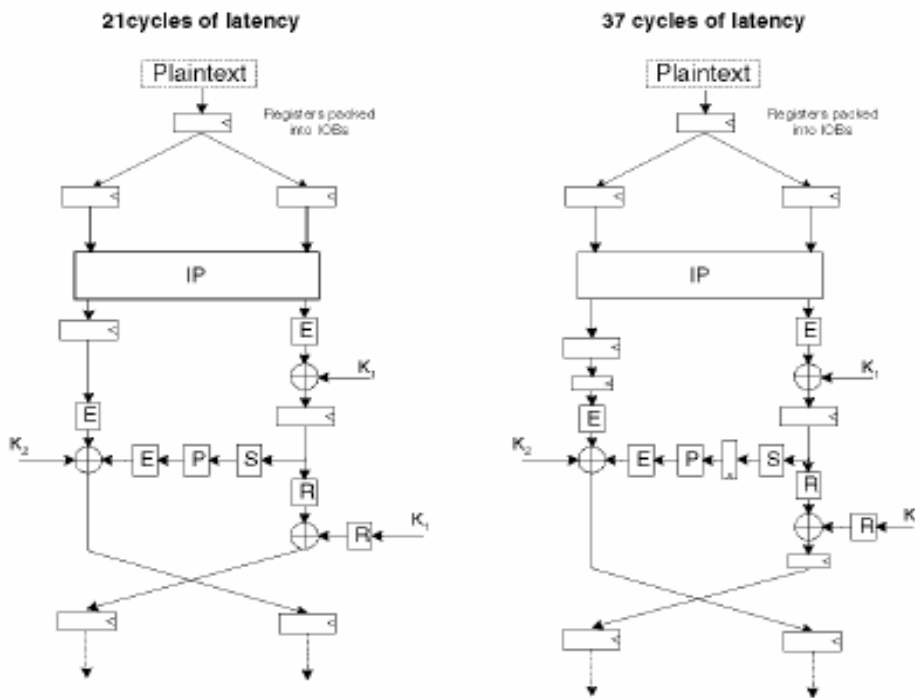 21cycles of latency
Plaintext
Registers packed
into IOBs
IP
E
K1
E
K2
E
P
S
R
R
K1
37 cycles of latency
Plaintext
Registers packed
into IOBs
IP
E
K1
E
K2
E
P
S
R
R
K